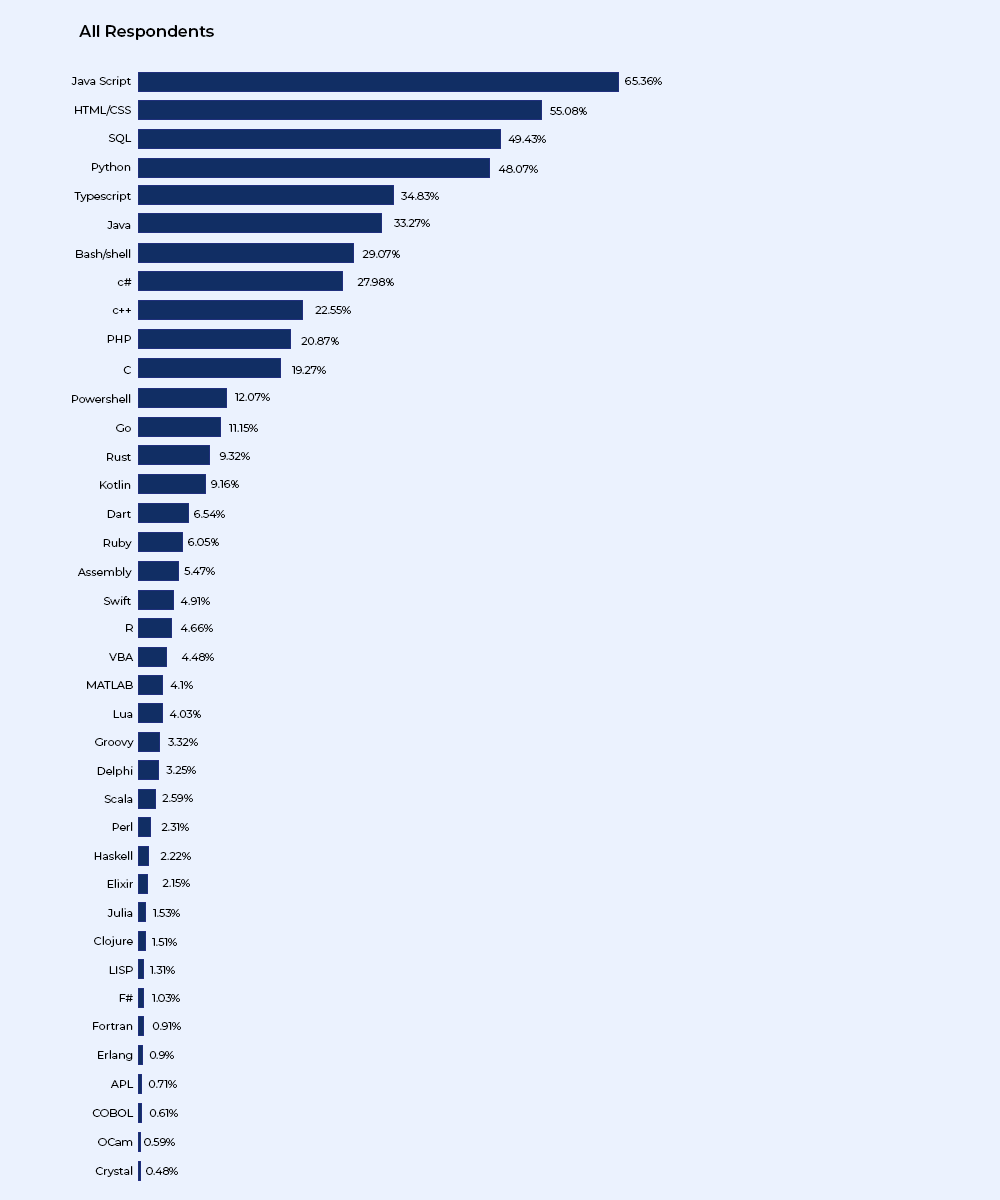 All Respondents
Java Script 65.36%
HTML/CSS 55.08%
SQL 49.43%
Python 48.07%
Typescript 34.83%
Java 33.27%
Bash/shell 29.07%
c# 27.98%
c++ 22.55%
PHP 20.87%
C 19.27%
Powershell 12.07%
Go 11.15%
Rust 9.32%
Kotlin 9.16%
Dart 6.54%
Ruby 6.05%
Assembly 5.47%
Swift 4.91%
R 4.66%
VBA 4.48%
MATLAB 4.1%
Lua 4.03%
Groovy 3.32%
Delphi 3.25%
Scala 2.59%
Perl 2.31%
Haskell 2.22%
Elixir 2.15%
Julia 1.53%
Clojure 1.51%
LISP 1.31%
F# 1.03%
Fortran 0.91%
Erlang 0.9%
APL 0.71%
COBOL 0.61%
OCam 0.59%
Crystal 0.48%